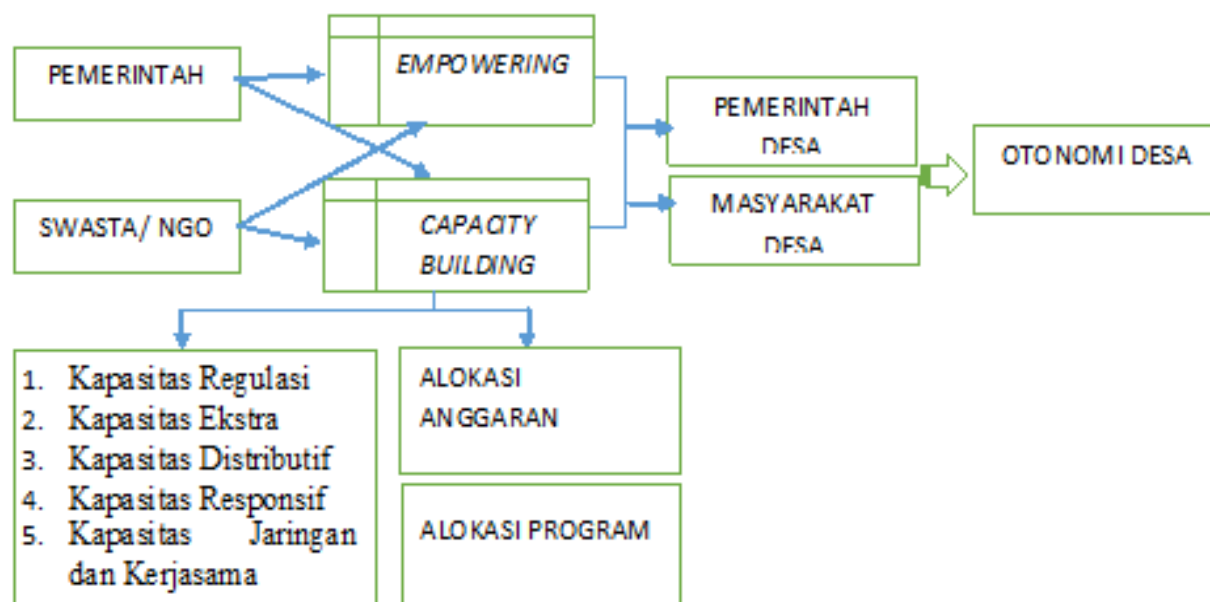 PEMERINTAH
EMPOWERING
PEMERINTAH
DESA
OTONOMI DESA
SWASTA/ NGO
CAPACITY
BUILDING
MASYARAKAT
DESA
1. Kapasitas Regulasi
2. Kapasitas Ekstra
3. Kapasitas Distributif
4. Kapasitas Responsif
5. Kapasitas Jaringan
dan Kerjasama
ALOKASI
ANGGARAN
ALOKASI PROGRAM